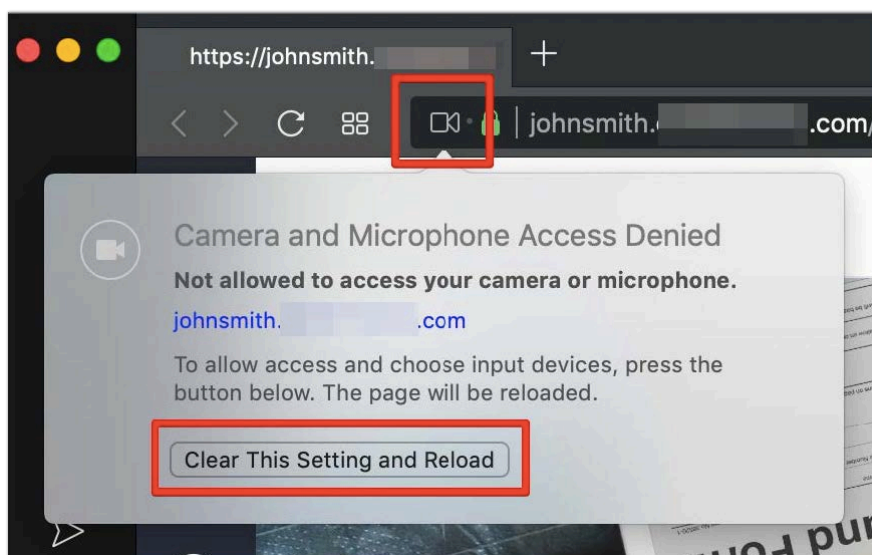 https://johnsmith.
johnsmith. .com/
Camera and Microphone Access Denied
Not allowed to access your camera or microphone.
johnsmith. .com
To allow access and choose input devices, press the
button below. The page will be reloaded.
Clear This Setting and Reload